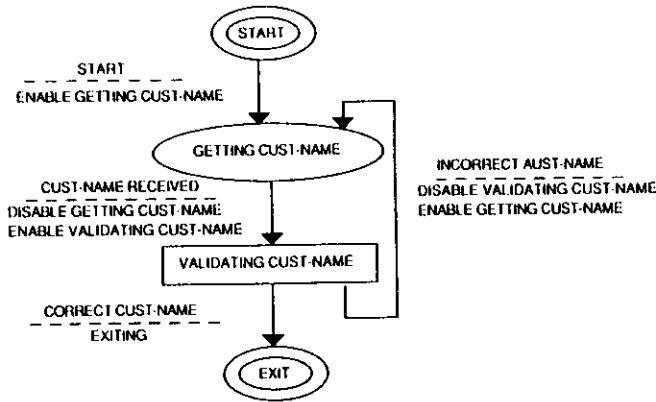 START
START
ENABLE GETTING CUST-NAME
GETTING CUST-NAME
INCORRECT AUST-NAME
DISABLE VALIDATING CUST-NAME
ENABLE GETTING CUST-NAME
CUST-NAME RECEIVED
DISABLE GETTING CUST-NAME
ENABLE VALIDATING CUST-NAME
VALIDATING CUST-NAME
CORRECT CUST-NAME
EXITING
EXIT